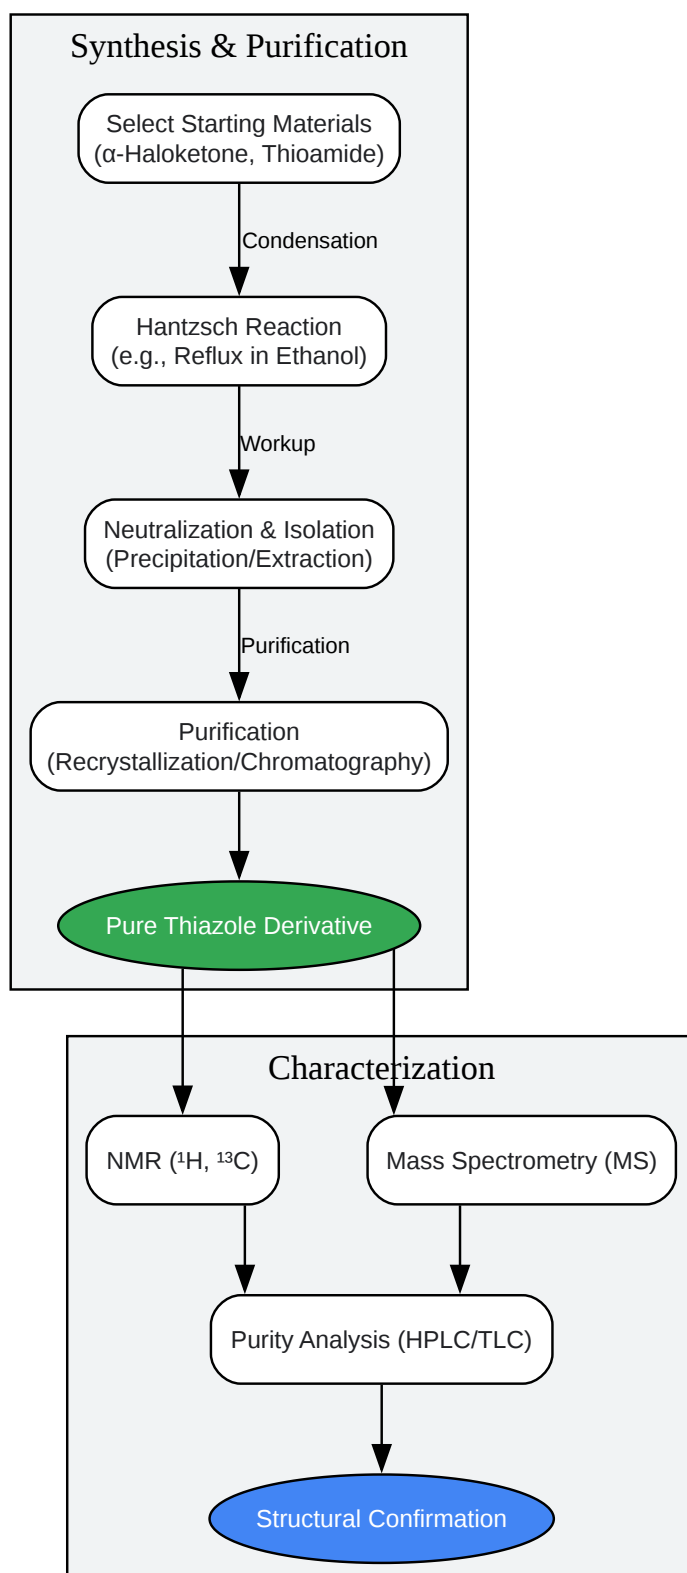 Synthesis & Purification
Select Starting Materials
(α-Haloketone, Thioamide)
Condensation
Hantzsch Reaction
(e.g., Reflux in Ethanol)
Workup
Neutralization & Isolation
(Precipitation/Extraction)
Purification
Purification
(Recrystallization/Chromatography)
Pure Thiazole Derivative
Characterization
NMR (¹H, ¹³C)
Mass Spectrometry (MS)
Purity Analysis (HPLC/TLC)
Structural Confirmation